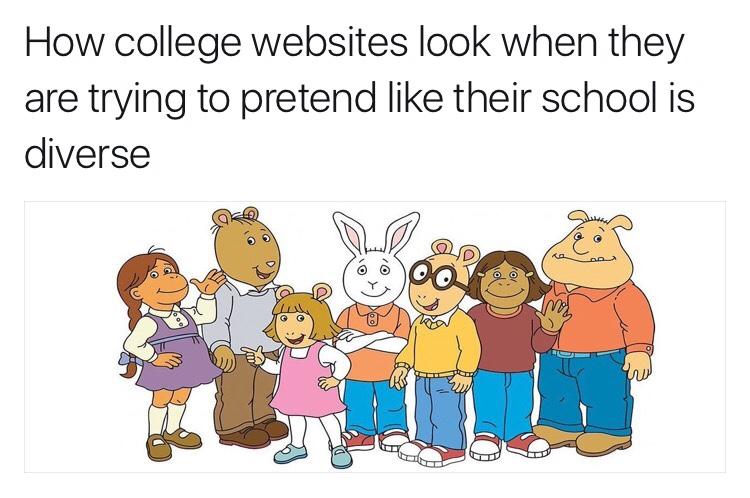 How college websites look when they
are trying to pretend like their school is
diverse